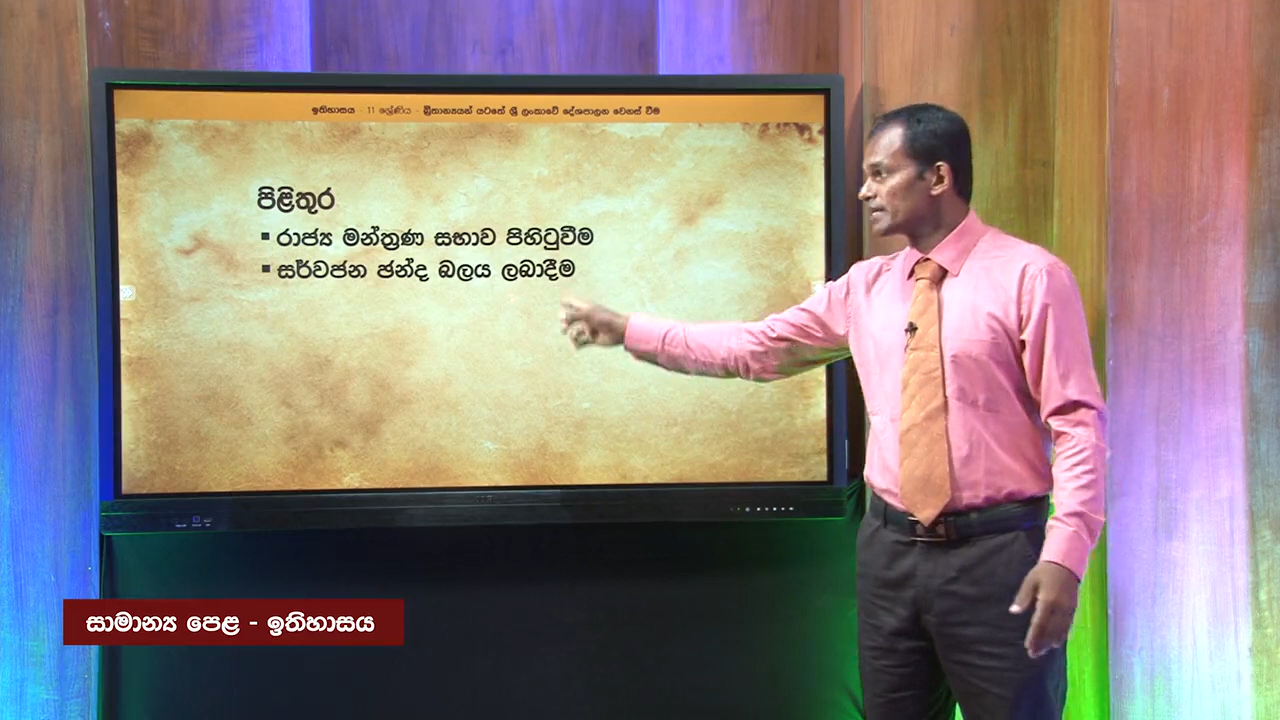 ඉතිහාසය - 11 ශ්‍රේණිය - බ්‍රිතාන්‍යයන් යටතේ ශ්‍රී ලංකාවේ දේශපාලන වෙනස් වීම
පිළිතුර
▪ රාජ්‍ය මන්ත්‍රණ සභාව පිහිටුවීම
▪ සර්වජන ඡන්ද බලය ලබාදීම
සාමාන්‍ය පෙළ - ඉතිහාසය